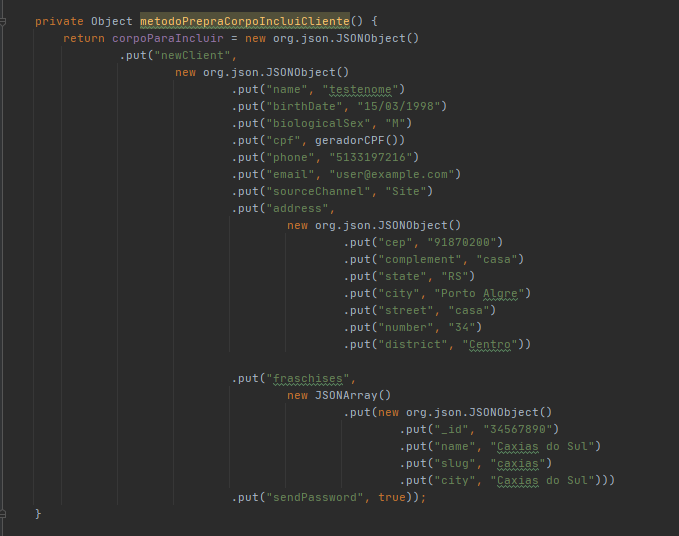 private Object metodoPrepraCorpoIncluiCliente() {
return corpoParaIncluir = new org.json.JSONObject()
.put("newClient",
new org.json.JSONObject()
.put("name", "testenome")
.put("birthDate", "15/03/1998")
.put("biologicalSex", "M")
.put("cpf", geradorCPF())
.put("phone", "5133197216")
.put("email", "user@example.com")
.put("sourceChannel", "Site")
.put("address",
new org.json.JSONObject()
.put("cep", "91870200")
.put("complement", "casa")
.put("state", "RS")
.put("city", "Porto Algre")
.put("street", "casa")
.put("number", "34")
.put("district", "Centro"))
.put("fraschises",
new JSONArray()
.put(new org.json.JSONObject()
.put("_id", "34567890")
.put("name", "Caxias do Sul")
.put("slug", "caxias")
.put("city", "Caxias do Sul")))
.put("sendPassword", true));
}